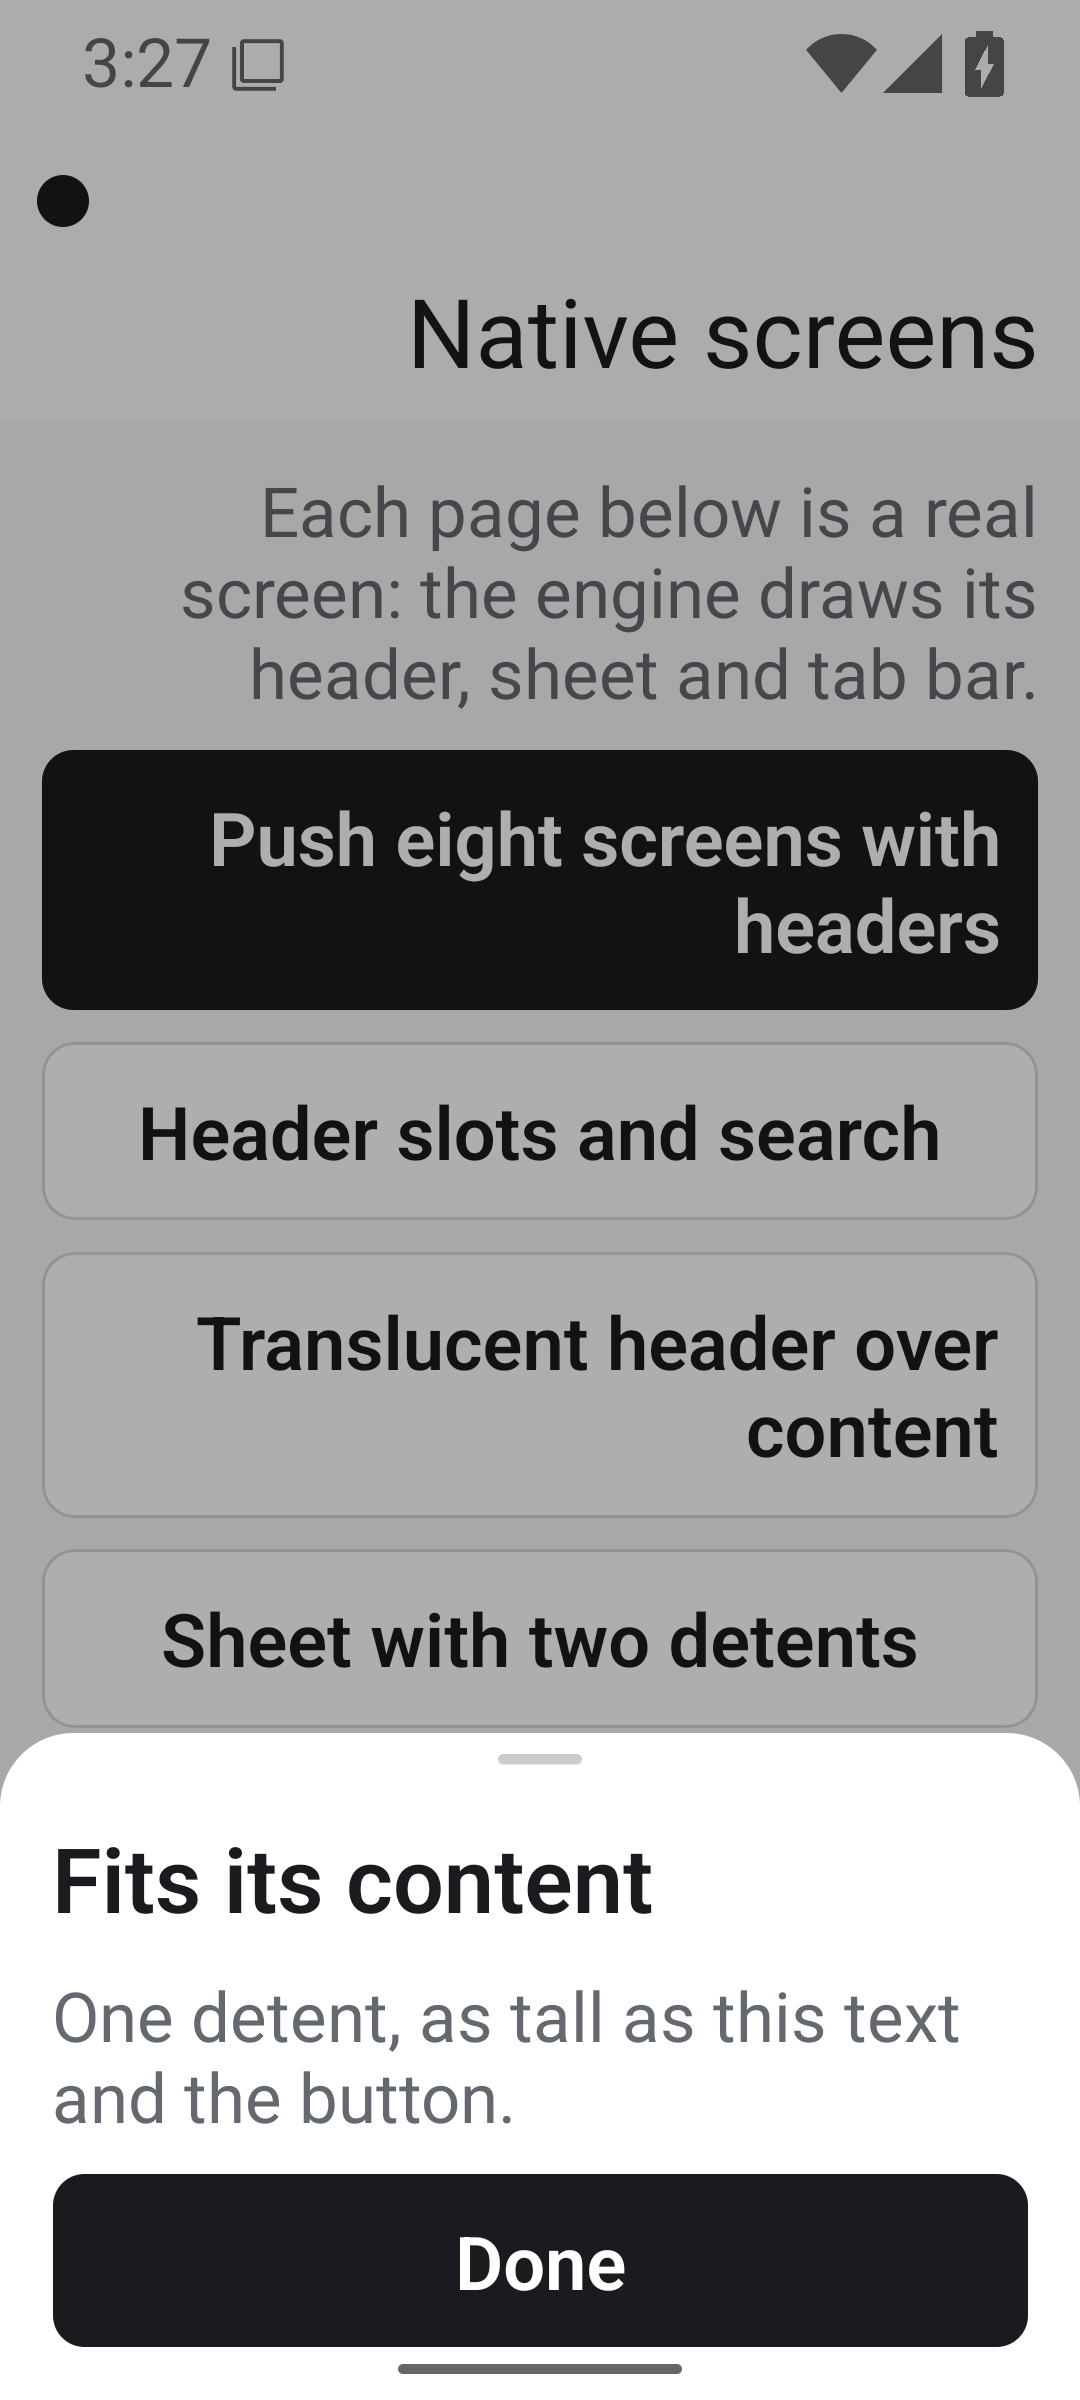 3:27
Native screens
Each page below is a real
screen: the engine draws its
header, sheet and tab bar.
Push eight screens with
headers
Header slots and search
Translucent header over
content
Sheet with two detents
Fits its content
One detent, as tall as this text
and the button.
Done